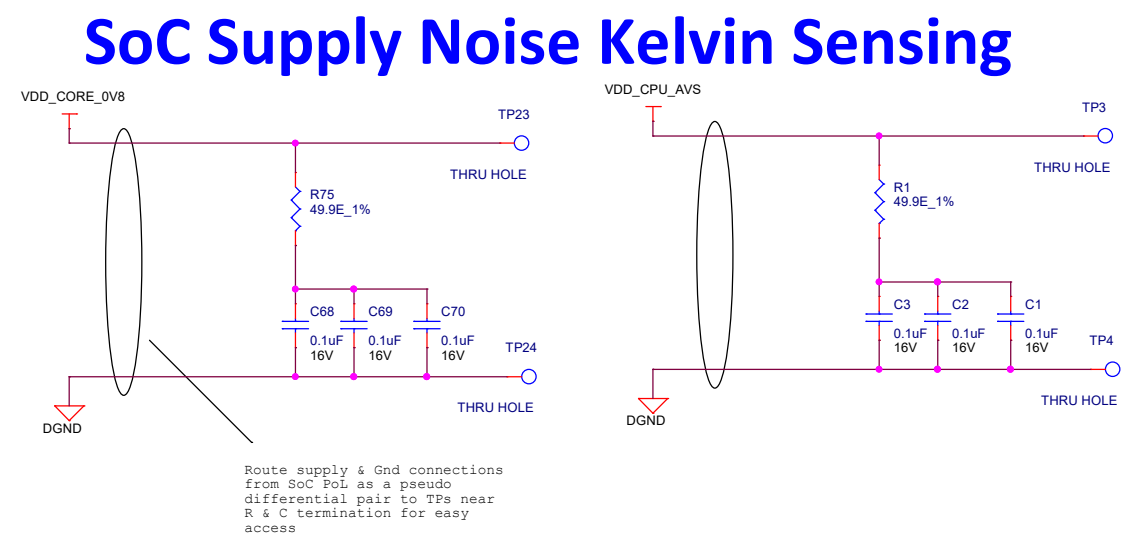 SoC Supply Noise Kelvin Sensing
VDD_CORE_0V8
TP23
THRU HOLE
R75
49.9E_1%
C68
C69
C70
0.1uF
0.1uF
0.1uF
16V
16V
16V
TP24
THRU HOLE
DGND
Route supply & Gnd connections
from SoC PoL as a pseudo
differential pair to TPs near
R & C termination for easy
access
VDD_CPU_AVS
TP3
THRU HOLE
R1
49.9E_1%
C3
C2
C1
0.1uF
0.1uF
0.1uF
16V
16V
16V
TP4
THRU HOLE
DGND